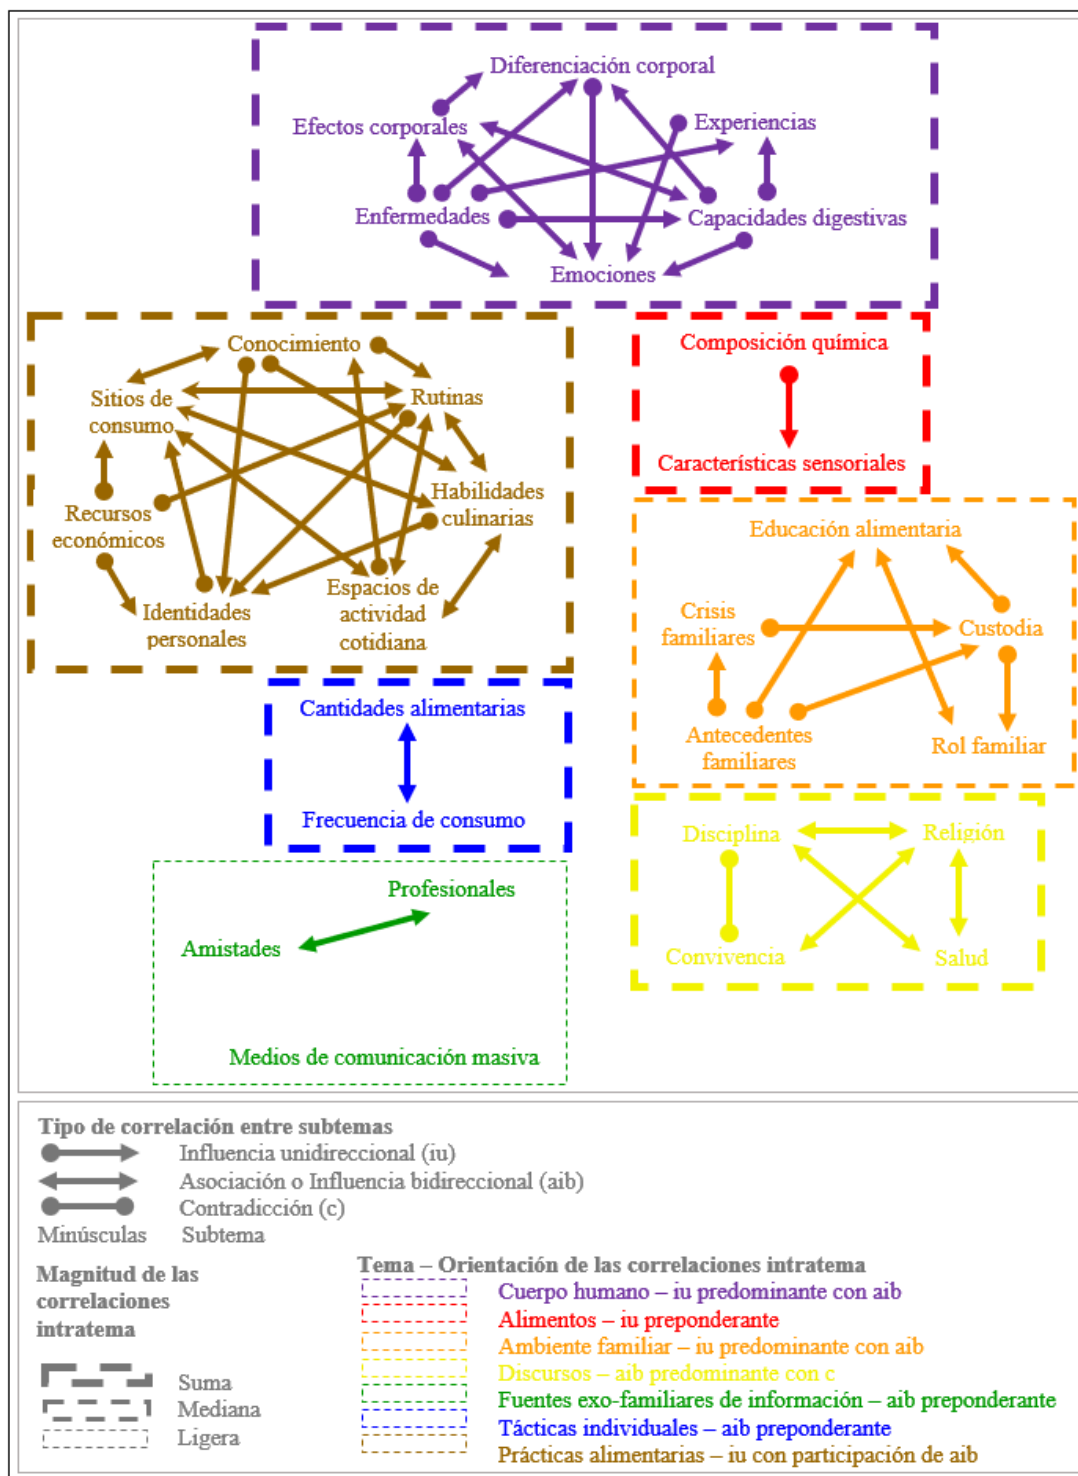 Diferenciación corporal
Efectos corporales
Experiencias
Enfermedades
Capacidades digestivas
Emociones
Conocimiento
Sitios de
consumo
Rutinas
Habilidades
culinarias
Recursos
económicos
Identidades
personales
Espacios de
actividad
cotidiana
Composición química
Características sensoriales
Educación alimentaria
Crisis
familiares
Custodia
Antecedentes
familiares
Rol familiar
Cantidades alimentarias
Frecuencia de consumo
Disciplina
Religión
Convivencia
Salud
Profesionales
Amistades
Medios de comunicación masiva
Tipo de correlación entre subtemas
Influencia unidireccional (iu)
Asociación o Influencia bidireccional (aib)
Contradicción (c)
Minúsculas Subtema
Magnitud de las
correlaciones
intratema
Suma
Mediana
Ligera
Tema – Orientación de las correlaciones intratema
Cuerpo humano – iu predominante con aib
Alimentos – iu preponderante
Ambiente familiar – iu predominante con aib
Discursos – aib predominante con c
Fuentes exo-familiares de información – aib preponderante
Tácticas individuales – aib preponderante
Prácticas alimentarias – iu con participación de aib